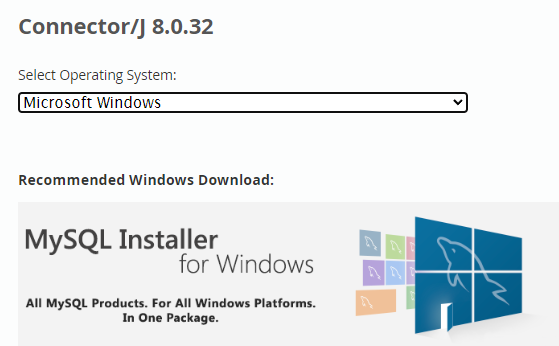 Connector/J 8.0.32
Select Operating System:
Microsoft Windows
Recommended Windows Download:
MySQL Installer
for Windows
All MySQL Products. For All Windows Platforms.
In One Package.